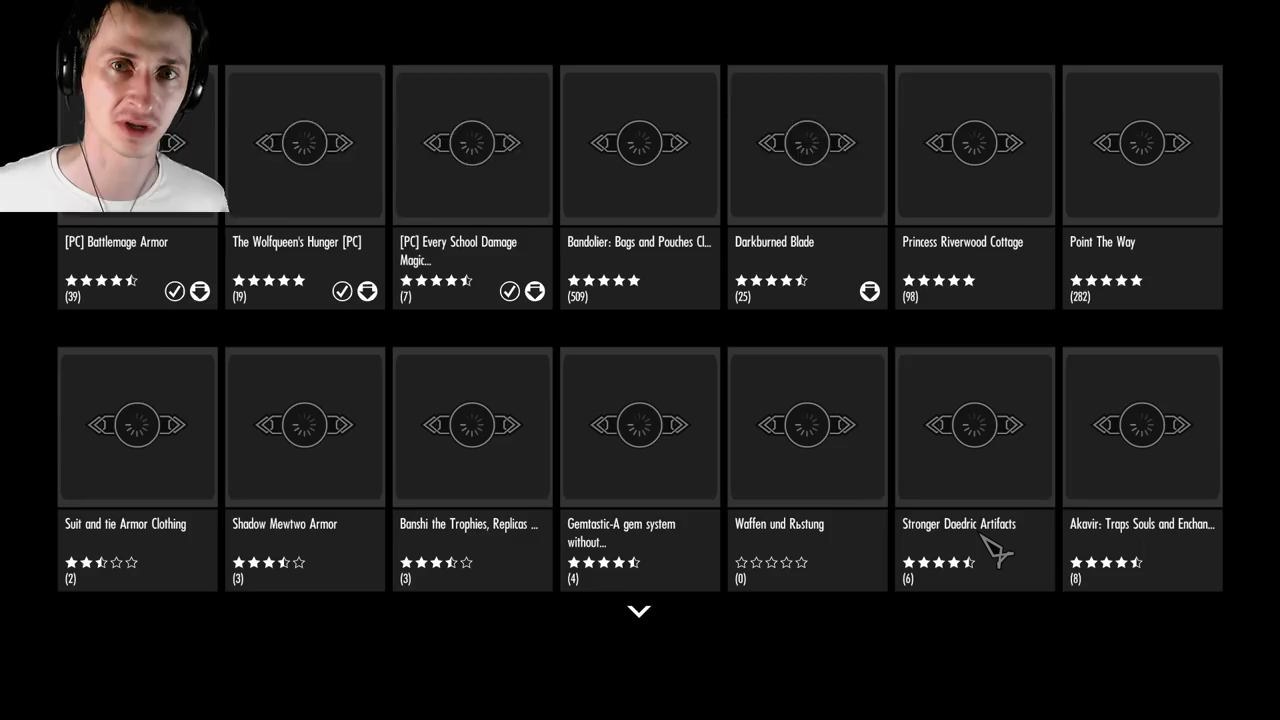 [PC] Battlemage Armor
(39)
The Wolfqueen's Hunger [PC]
(19)
[PC] Every School Damage
Magic...
(7)
Bandolier: Bags and Pouches Cl...
(509)
Darkburned Blade
(25)
Princess Riverwood Cottage
(98)
Point The Way
(282)
Suit and tie Armor Clothing
(2)
Shadow Mewtwo Armor
(3)
Banshi the Trophies, Replicas ...
(3)
Gemtastic-A gem system
without...
(4)
Waffen und Rьstung
(0)
Stronger Daedric Artifacts
(6)
Akavir: Traps Souls and Enchan...
(8)